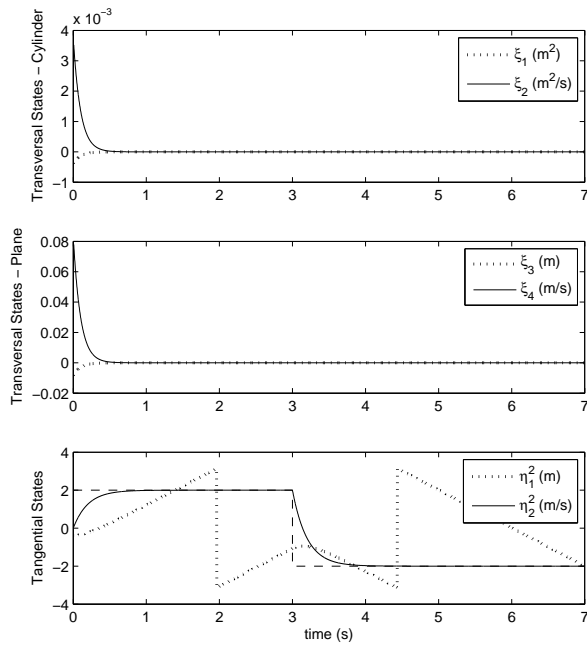 x 10⁻³
4
3
2
1
0
−1
0 1 2 3 4 5 6 7
Transversal States − Cylinder
ξ₁ (m²)
ξ₂ (m²/s)
0.08
0.06
0.04
0.02
0
−0.02
0 1 2 3 4 5 6 7
Transversal States − Plane
ξ₃ (m)
ξ₄ (m/s)
4
2
0
−2
−4
0 1 2 3 4 5 6 7
Tangential States
η₁² (m)
η₂² (m/s)
time (s)